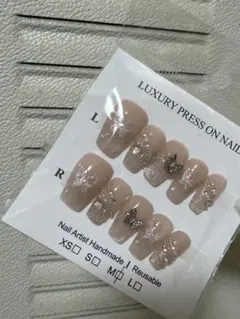 LUXURY PRESS ON NAIL
L
R
Nail Artist Handmade | Reusable
XS☐ S☐ M☐ L☐